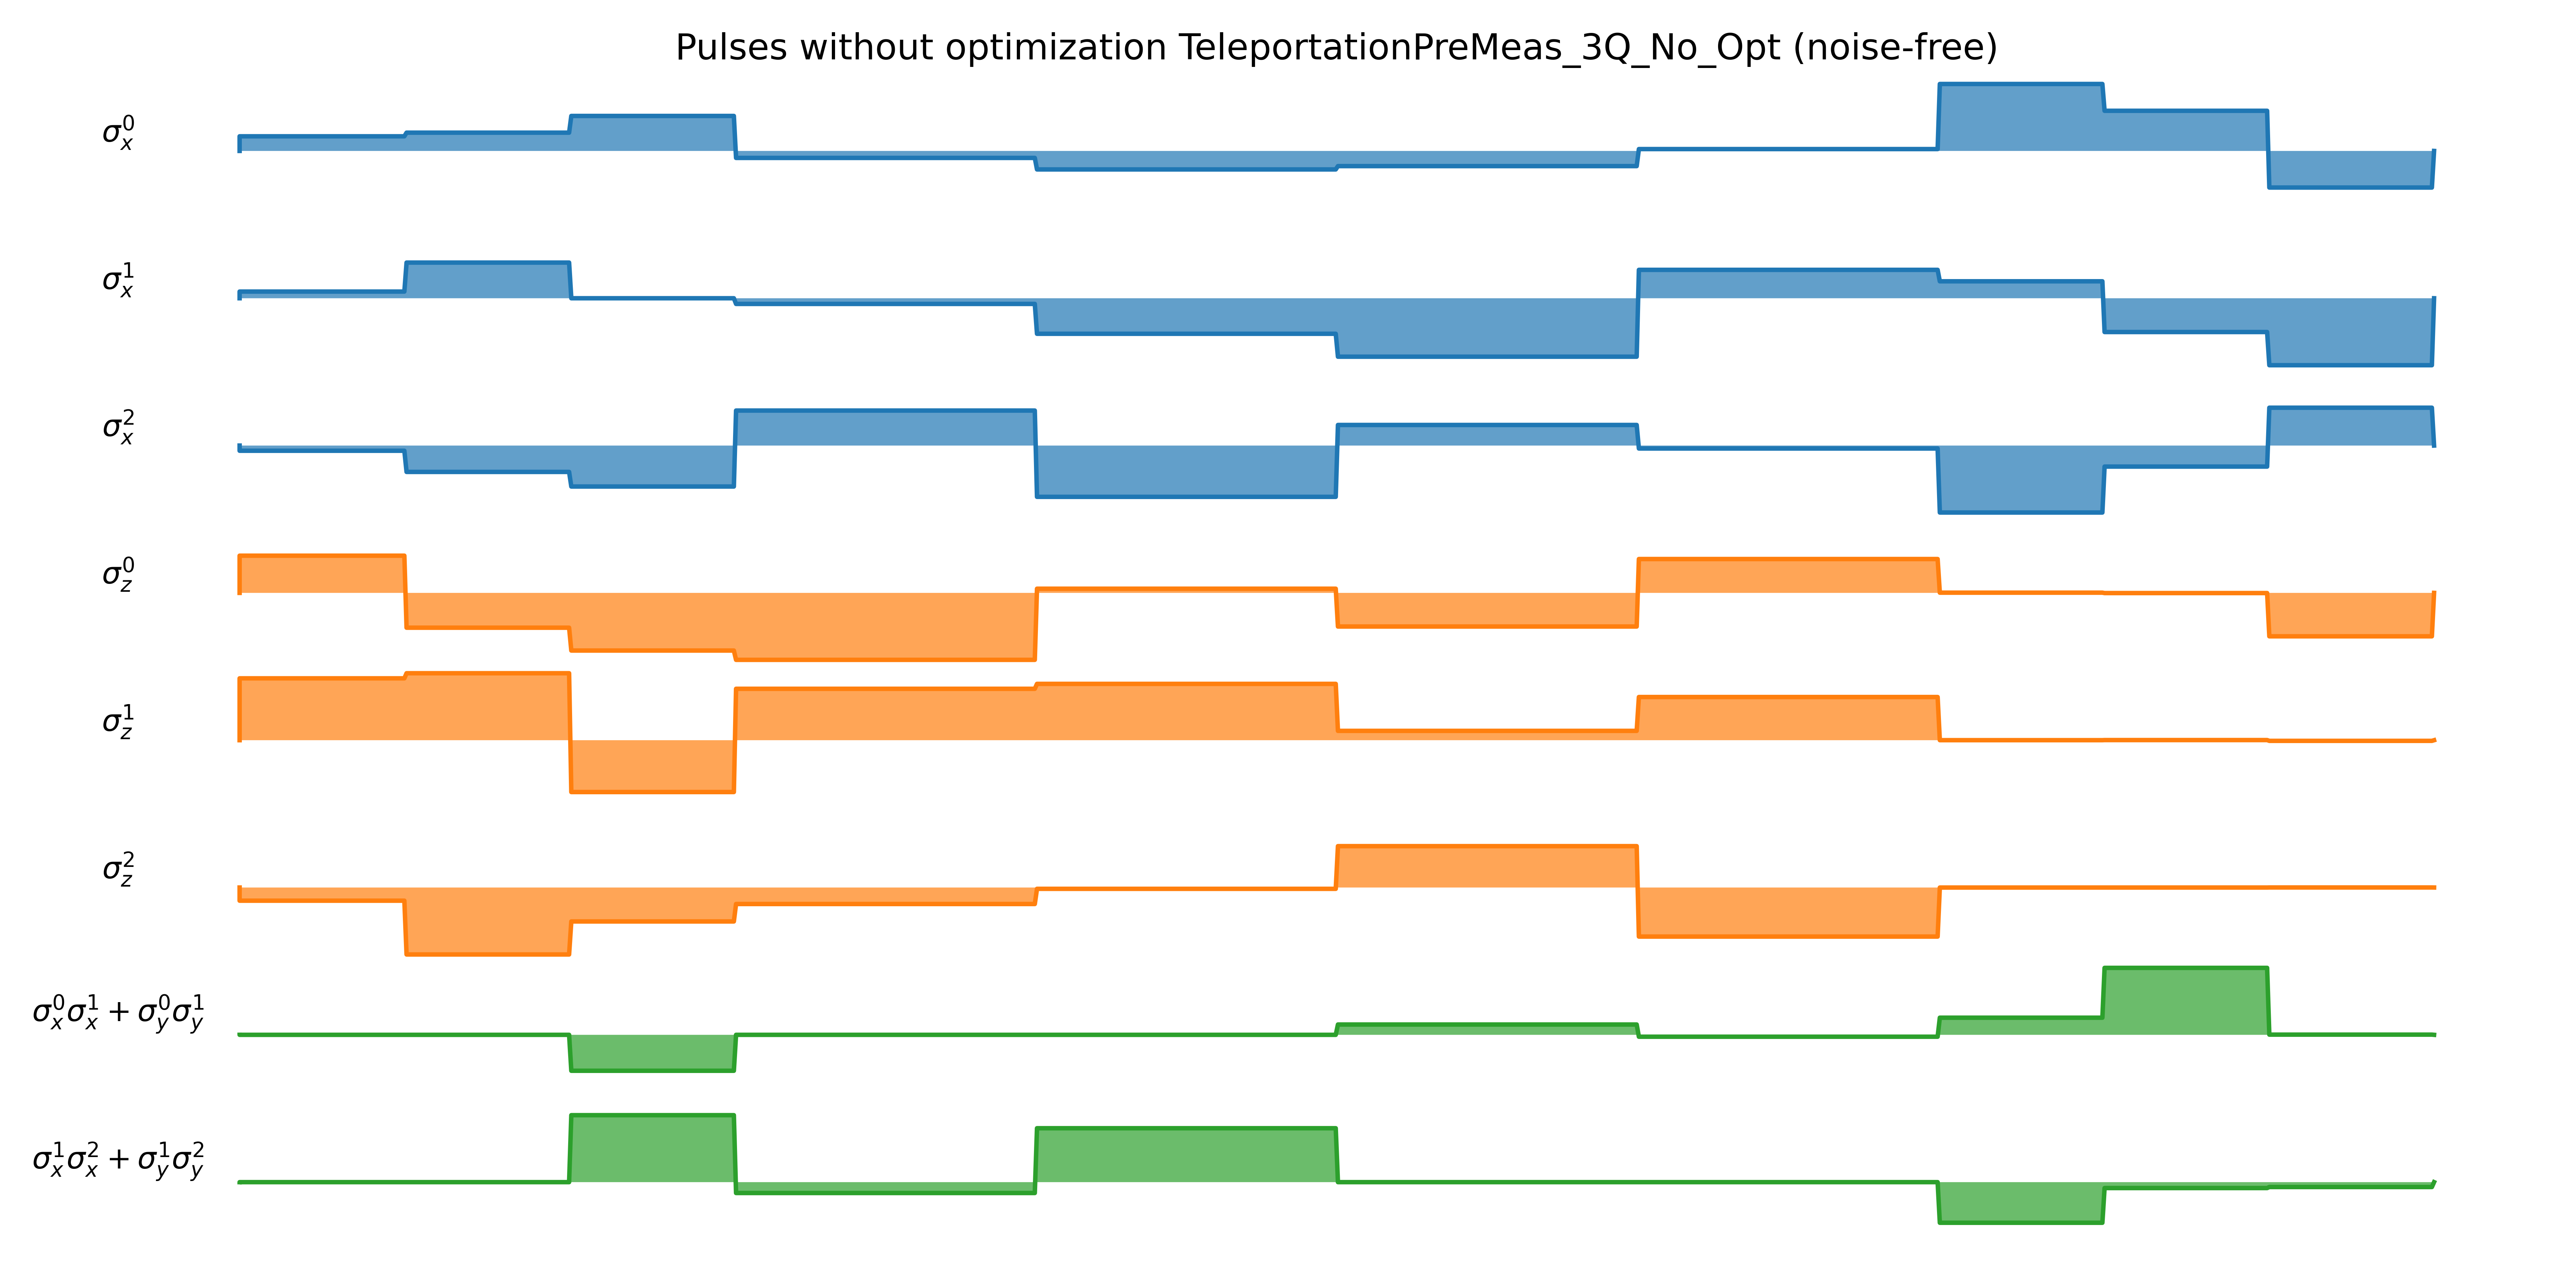 Pulses without optimization TeleportationPreMeas_3Q_No_Opt (noise-free)
σ_x^0
σ_x^1
σ_x^2
σ_z^0
σ_z^1
σ_z^2
σ_x^0σ_x^1 + σ_y^0σ_y^1
σ_x^1σ_x^2 + σ_y^1σ_y^2